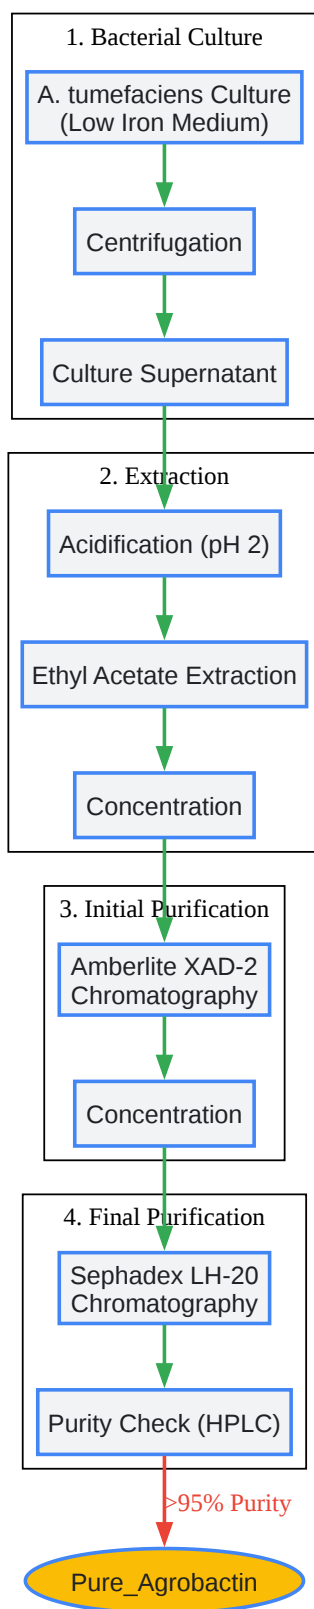 1. Bacterial Culture
A. tumefaciens Culture
(Low Iron Medium)
Centrifugation
Culture Supernatant
2. Extraction
Acidification (pH 2)
Ethyl Acetate Extraction
Concentration
3. Initial Purification
Amberlite XAD-2
Chromatography
Concentration
4. Final Purification
Sephadex LH-20
Chromatography
Purity Check (HPLC)
>95% Purity
Pure_Agrobactin